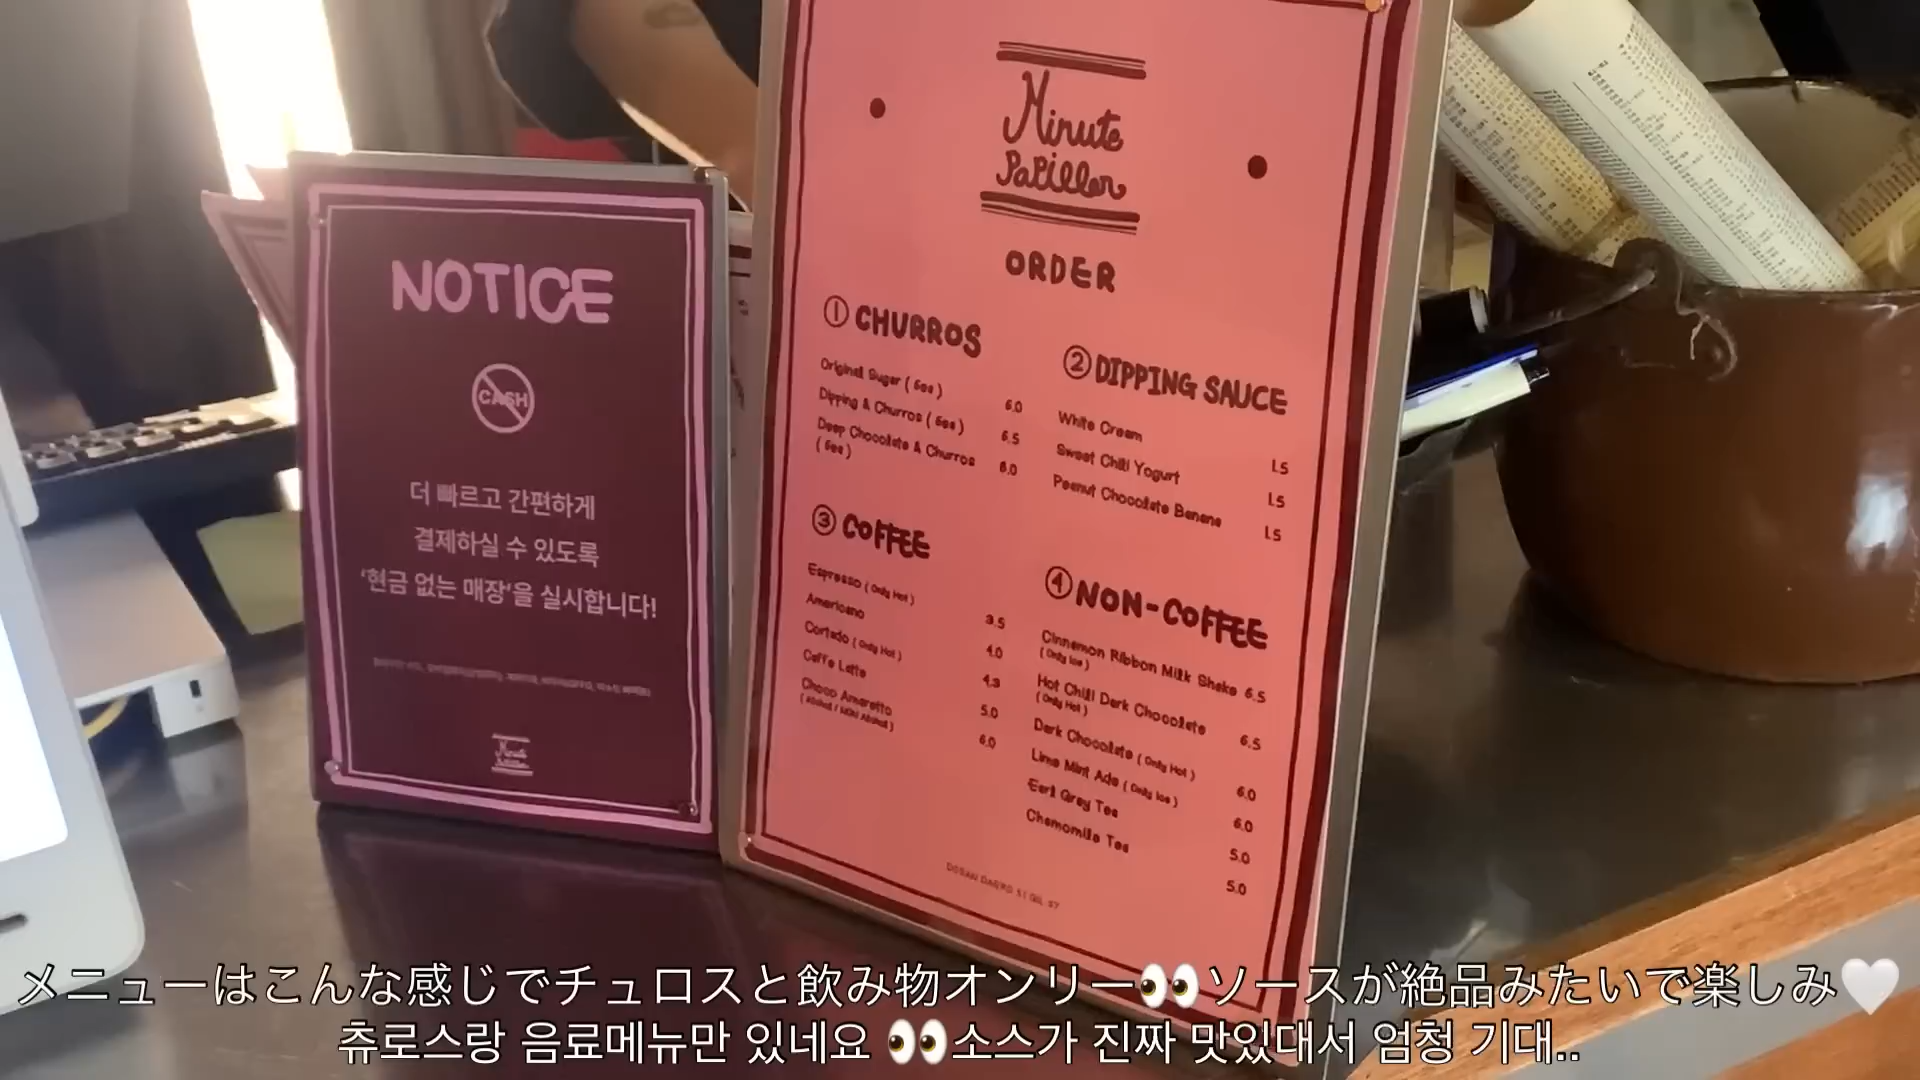 NOTICE
CASH
더 빠르고 간편하게
결제하실 수 있도록
'현금 없는 매장'을 실시합니다!
Minute
Papillon
Minute
Papillon
ORDER
① CHURROS
Original Sugar ( 5ea ) 6.0
Dipping & Churros ( 5ea ) 6.5
Deep Chocolate & Churros 8.0
( 5ea )
② DIPPING SAUCE
White Cream 1.5
Sweet Chili Yogurt 1.5
Peanut Chocolate Banana 1.5
③ COFFEE
Espresso ( Only Hot ) 3.5
Americano 4.0
Cortado ( Only Hot ) 4.3
Caffe Latte 5.0
Choco Amaretto 6.0
( Alcohol / Non Alcohol )
④ NON-COFFEE
Cinnamon Ribbon Milk Shake 6.5
( Only Ice )
Hot Chili Dark Chocolate 6.5
( Only Hot )
Dark Chocolate ( Only Hot ) 6.0
Lime Mint Ade ( Only Ice ) 6.0
Earl Grey Tea 5.0
Chamomile Tea 5.0
DOSAN DAERO 51 GIL 37
メニューはこんな感じでチュロスと飲み物オンリー👀ソースが絶品みたいで楽しみ🤍
츄로스랑 음료메뉴만 있네요 👀소스가 진짜 맛있대서 엄청 기대..